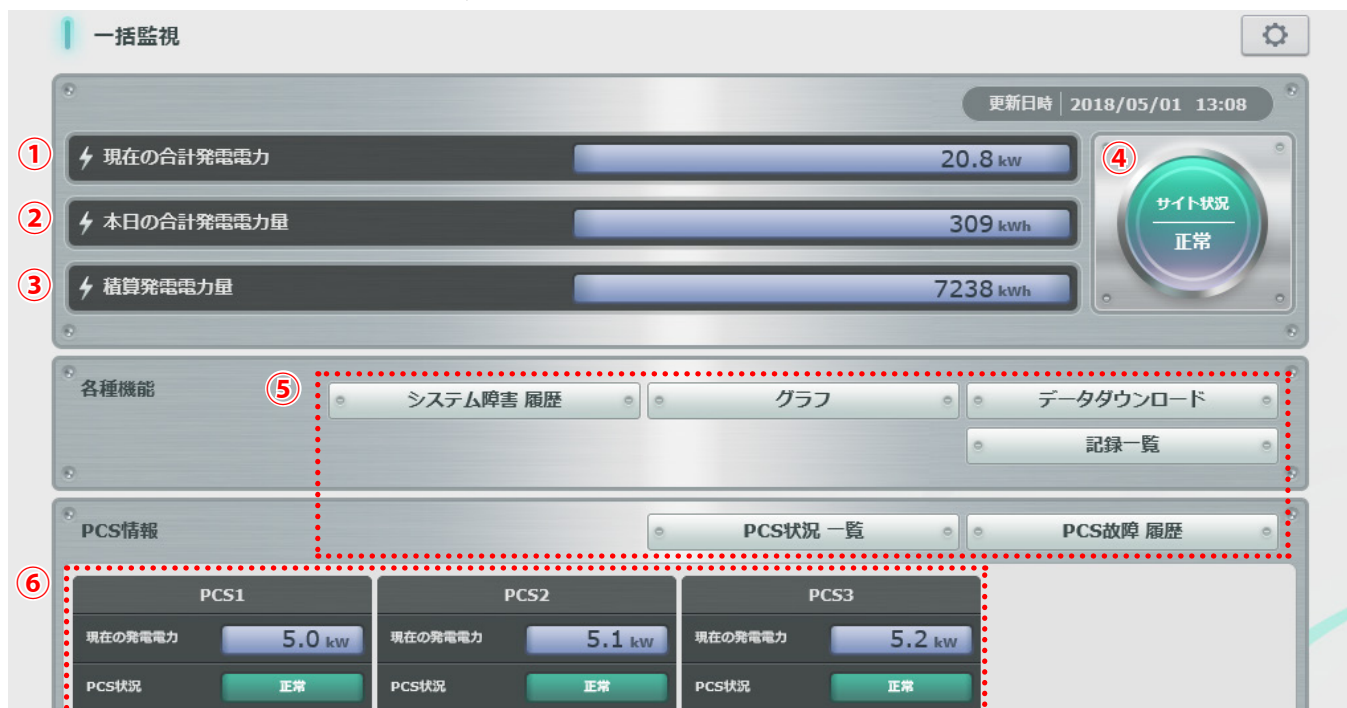 一括監視
更新日時 2018/05/01 13:08
① 現在の合計発電電力 20.8 kW
② 本日の合計発電電力量 309 kWh
③ 積算発電電力量 7238 kWh
④
サイト状況
正常
各種機能
⑤
システム障害 履歴 グラフ データダウンロード
記録一覧
PCS情報 PCS状況 一覧 PCS故障 履歴
⑥
PCS1 PCS2 PCS3
現在の発電電力 5.0 kW 現在の発電電力 5.1 kW 現在の発電電力 5.2 kW
PCS状況 正常 PCS状況 正常 PCS状況 正常